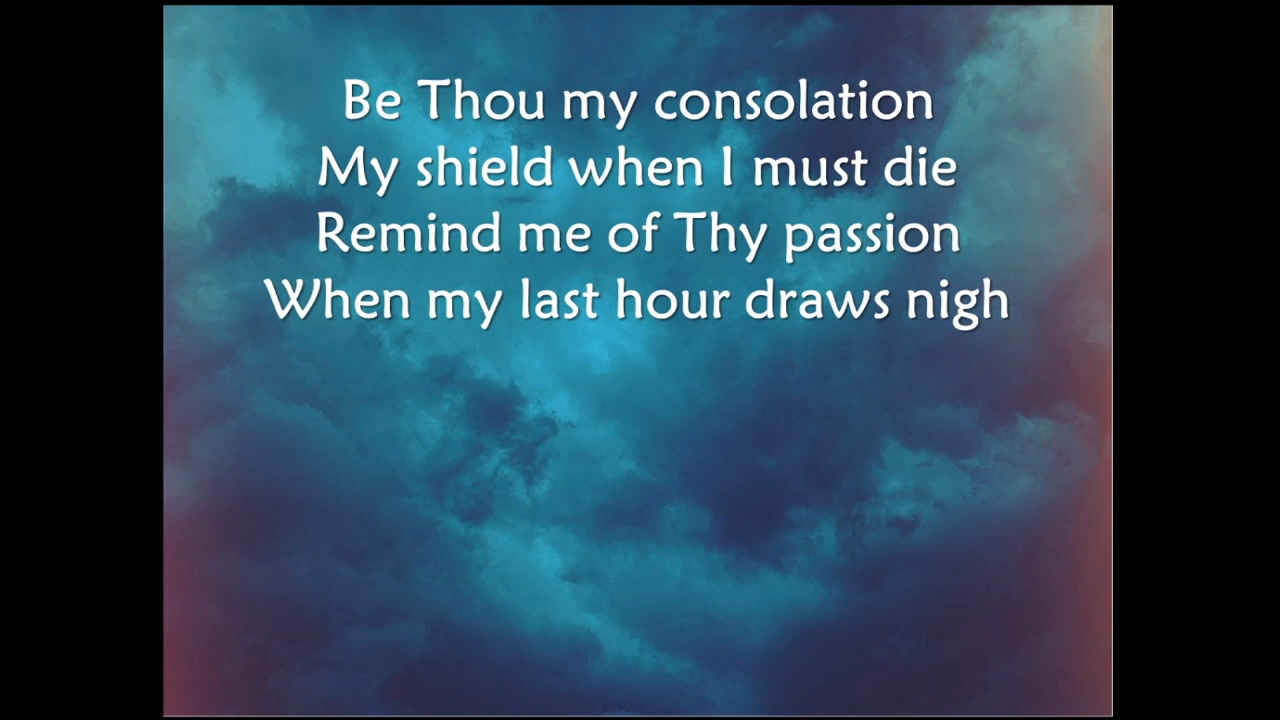 Be Thou my consolation
My shield when I must die
Remind me of Thy passion
When my last hour draws nigh